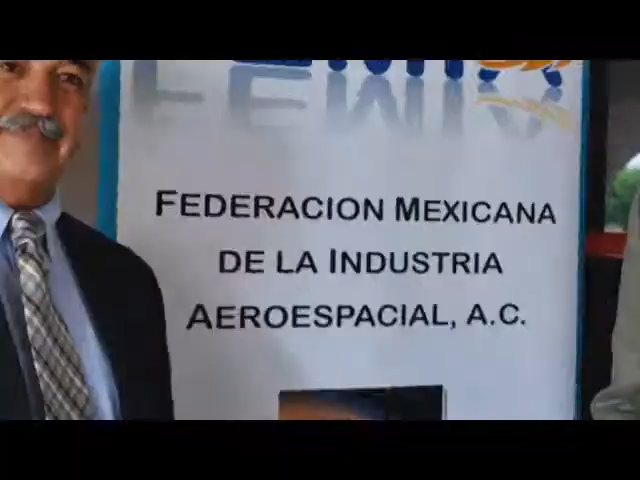 FEDERACION MEXICANA
DE LA INDUSTRIA
AEROESPACIAL, A.C.